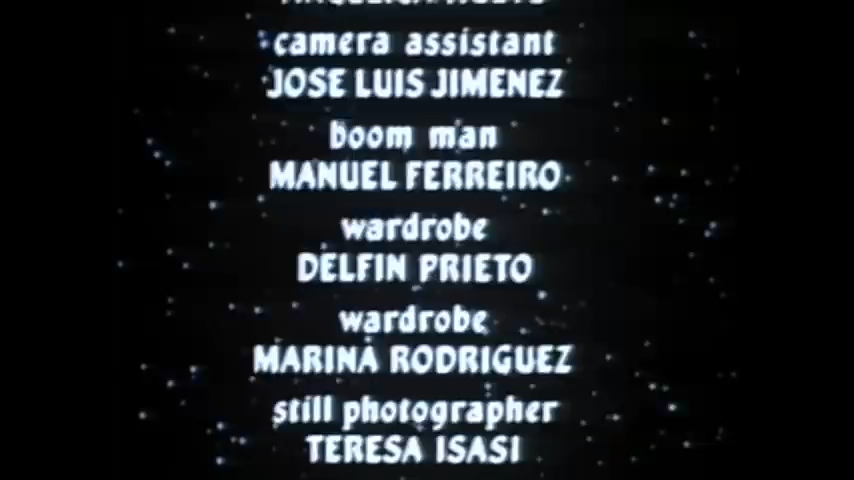 camera assistant
JOSE LUIS JIMENEZ
boom man
MANUEL FERREIRO
wardrobe
DELFIN PRIETO
wardrobe
MARINA RODRIGUEZ
still photographer
TERESA ISASI